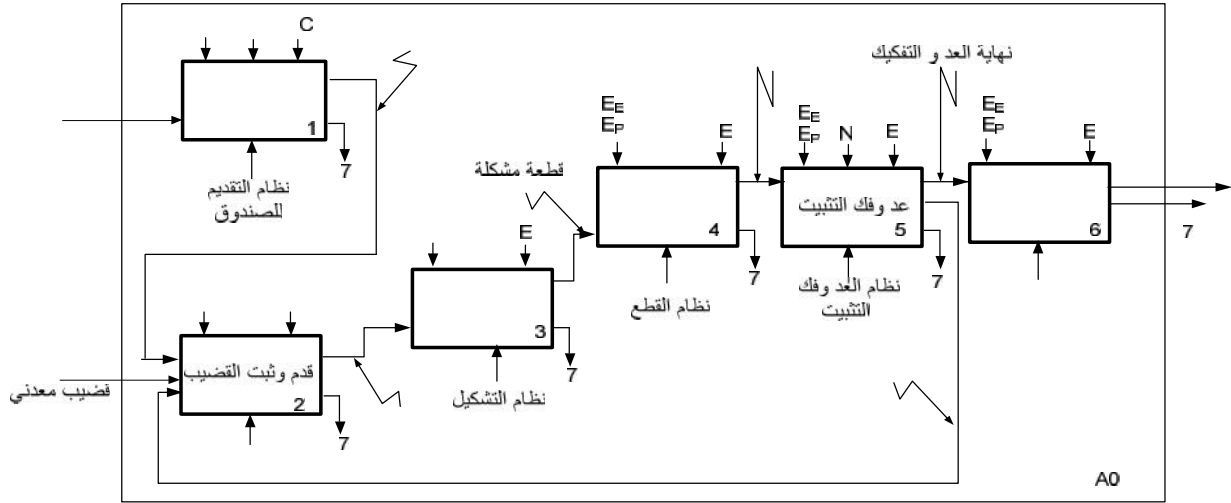 C
نهاية العد و التفكيك
EE
EP
E
EE
EP
N
E
EE
EP
E
1
7
نظام التقديم
للصندوق
قطعة مشكلة
4
7
عد وفك التثبيت
5
7
6
7
E
نظام القطع
نظام العد وفك
التثبيت
3
7
قدم وثبت القضيب
2
7
قضيب معدني
نظام التشكيل
A0